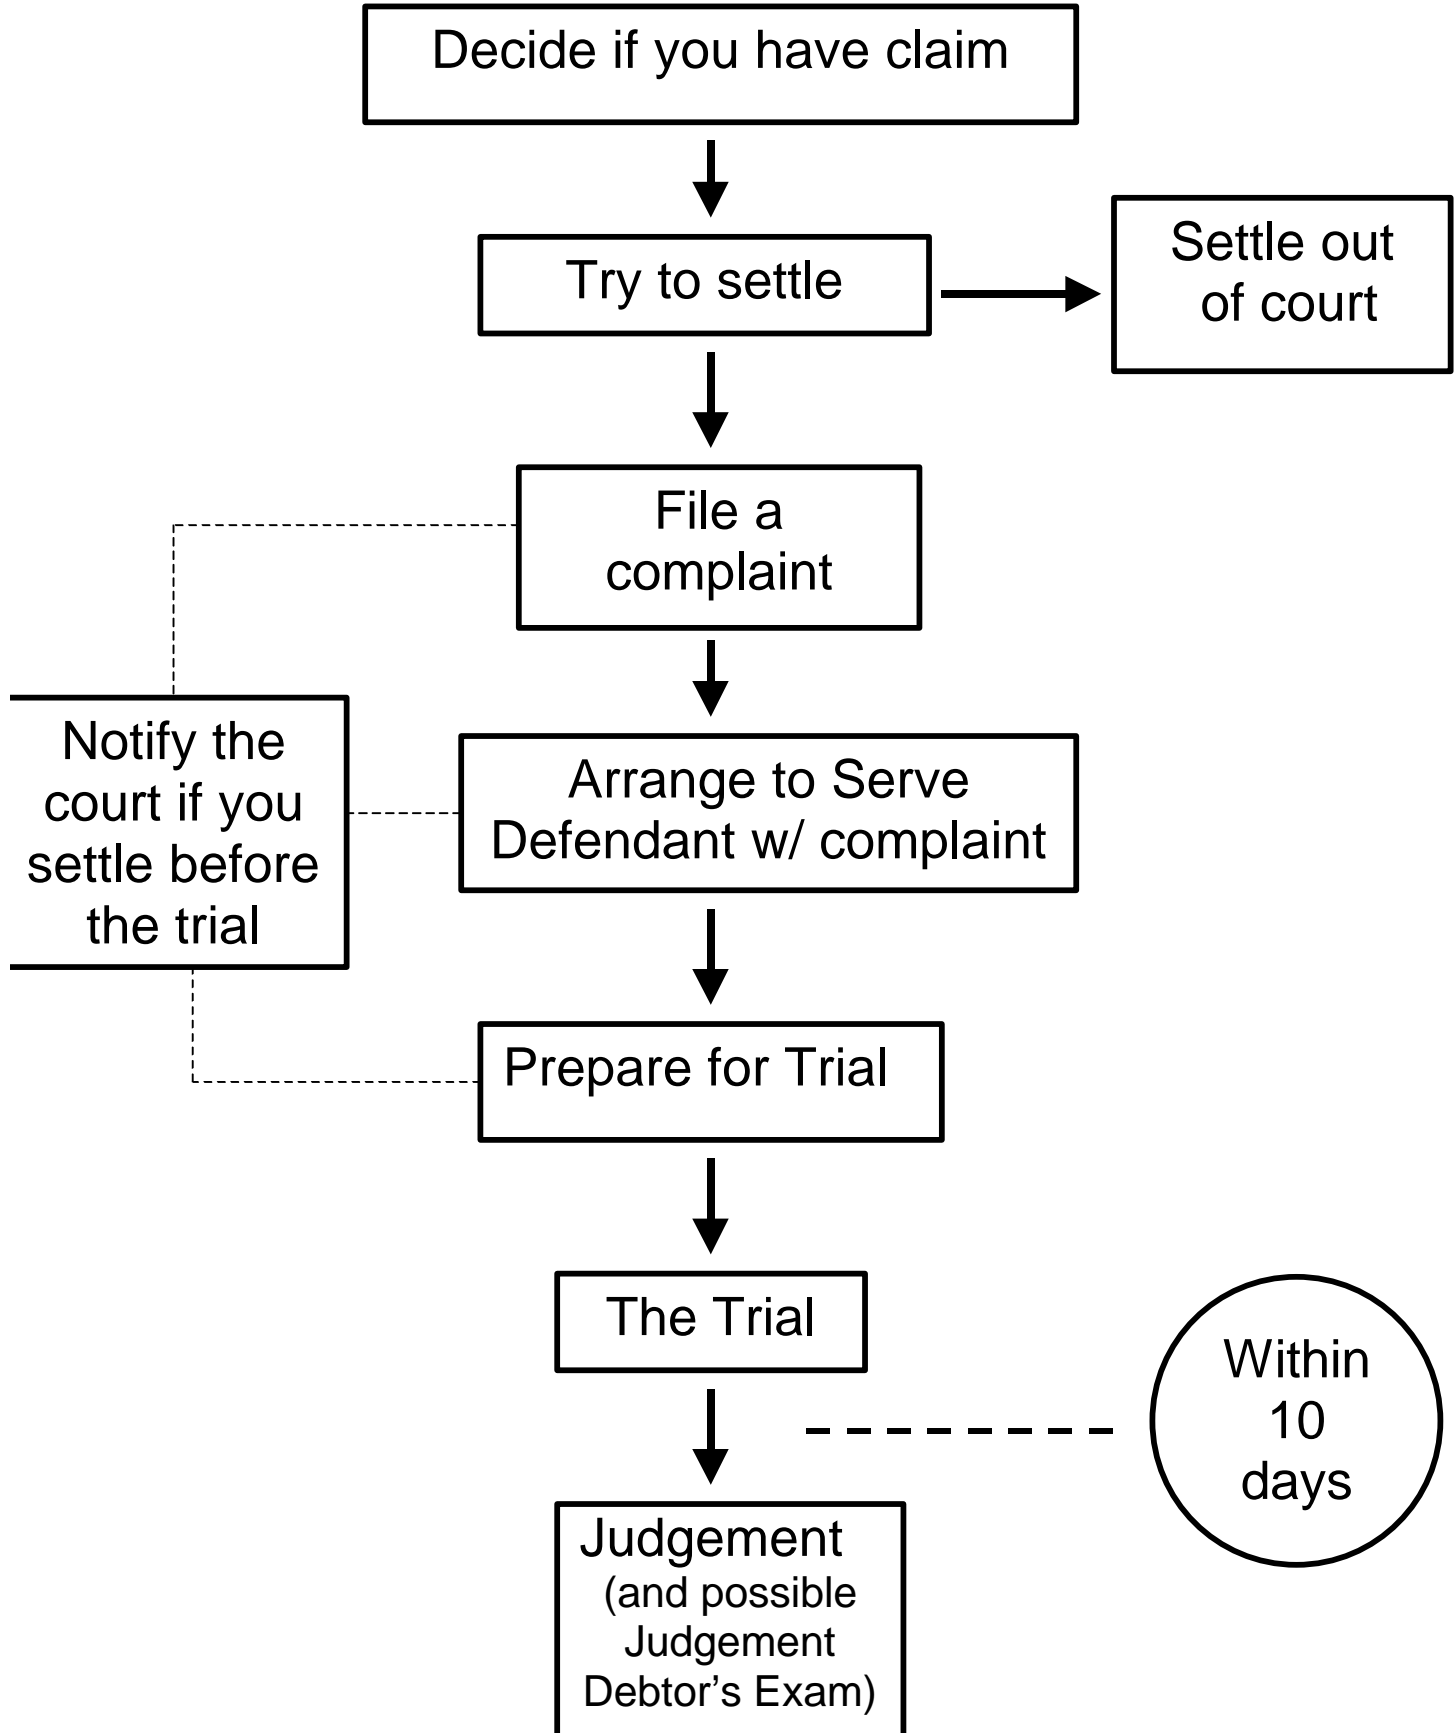 Decide if you have claim
Try to settle
Settle out
of court
File a
complaint
Notify the
court if you
settle before
the trial
Arrange to Serve
Defendant w/ complaint
Prepare for Trial
The Trial
Within
10
days
Judgement
(and possible
Judgement
Debtor's Exam)